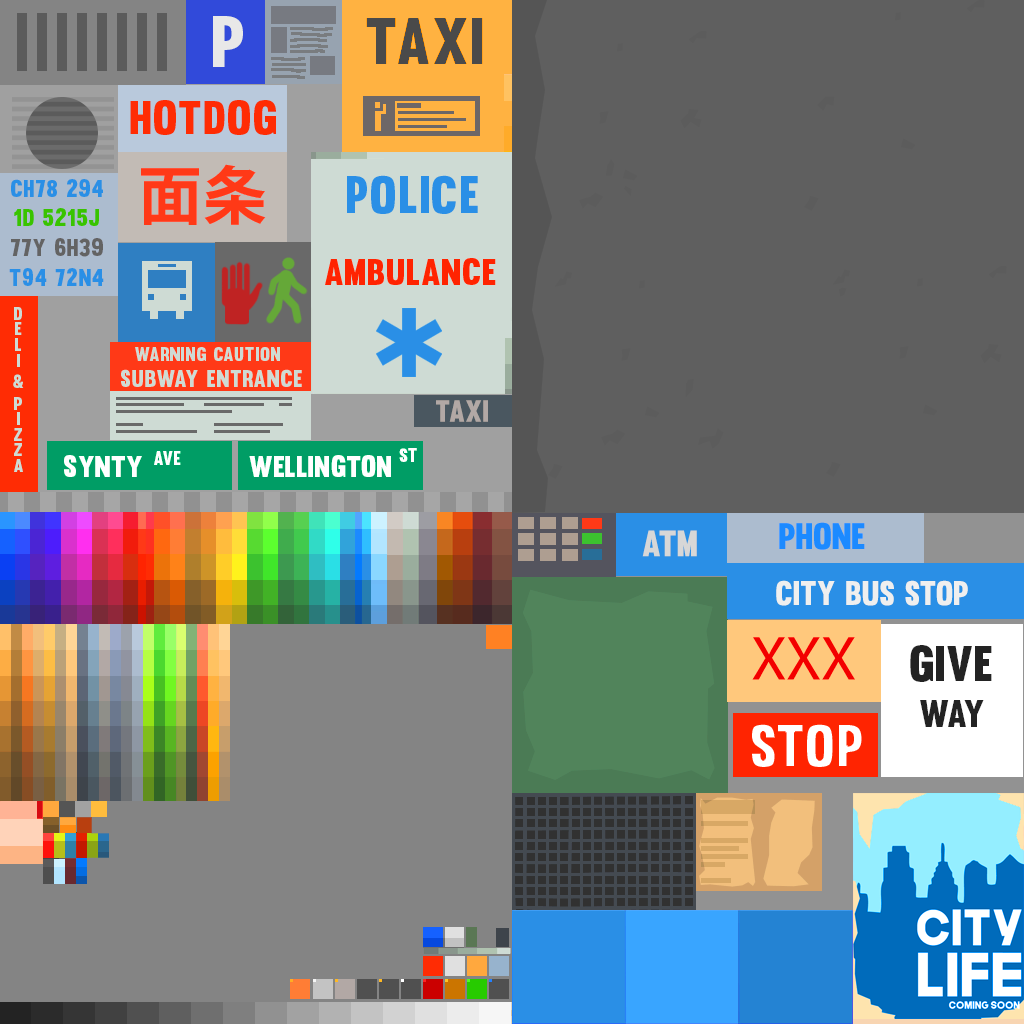 P
TAXI
HOTDOG
面条
CH78 294
1D 5215J
77Y 6H39
T94 72N4
POLICE
AMBULANCE
*
DELI & PIZZA
WARNING CAUTION
SUBWAY ENTRANCE
TAXI
SYNTY AVE
WELLINGTON ST
ATM
PHONE
CITY BUS STOP
XXX
GIVE
WAY
STOP
CITY
LIFE
COMING SOON